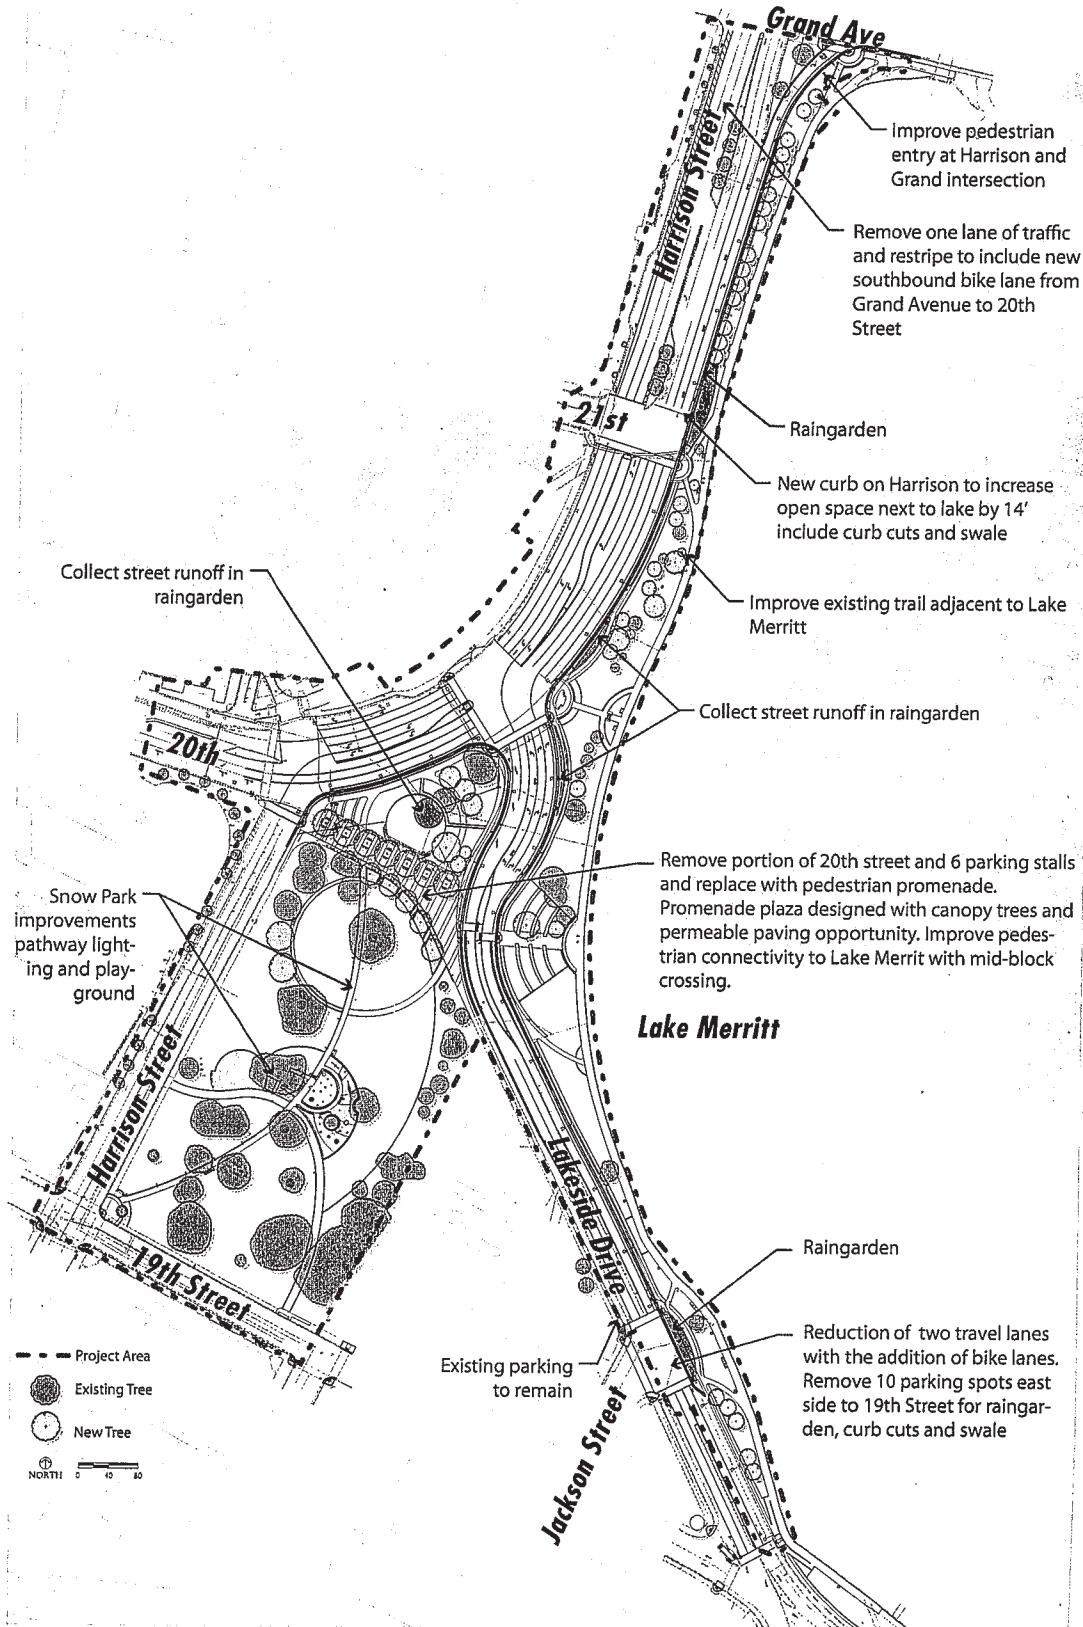 Grand Ave
Harrison Street
Improve pedestrian
entry at Harrison and
Grand intersection
Remove one lane of traffic
and restripe to include new
southbound bike lane from
Grand Avenue to 20th
Street
21st
Raingarden
New curb on Harrison to increase
open space next to lake by 14'
include curb cuts and swale
Collect street runoff in
raingarden
Improve existing trail adjacent to Lake
Merritt
Collect street runoff in raingarden
20th
Remove portion of 20th street and 6 parking stalls
and replace with pedestrian promenade.
Promenade plaza designed with canopy trees and
permeable paving opportunity. Improve pedes-
trian connectivity to Lake Merrit with mid-block
crossing.
Snow Park
improvements
pathway light-
ing and play-
ground
Lake Merritt
Harrison Street
Lakeside Drive
19th Street
Raingarden
Reduction of two travel lanes
with the addition of bike lanes.
Remove 10 parking spots east
side to 19th Street for raingar-
den, curb cuts and swale
Existing parking
to remain
Jackson Street
Project Area
Existing Tree
New Tree
NORTH
0 40 80